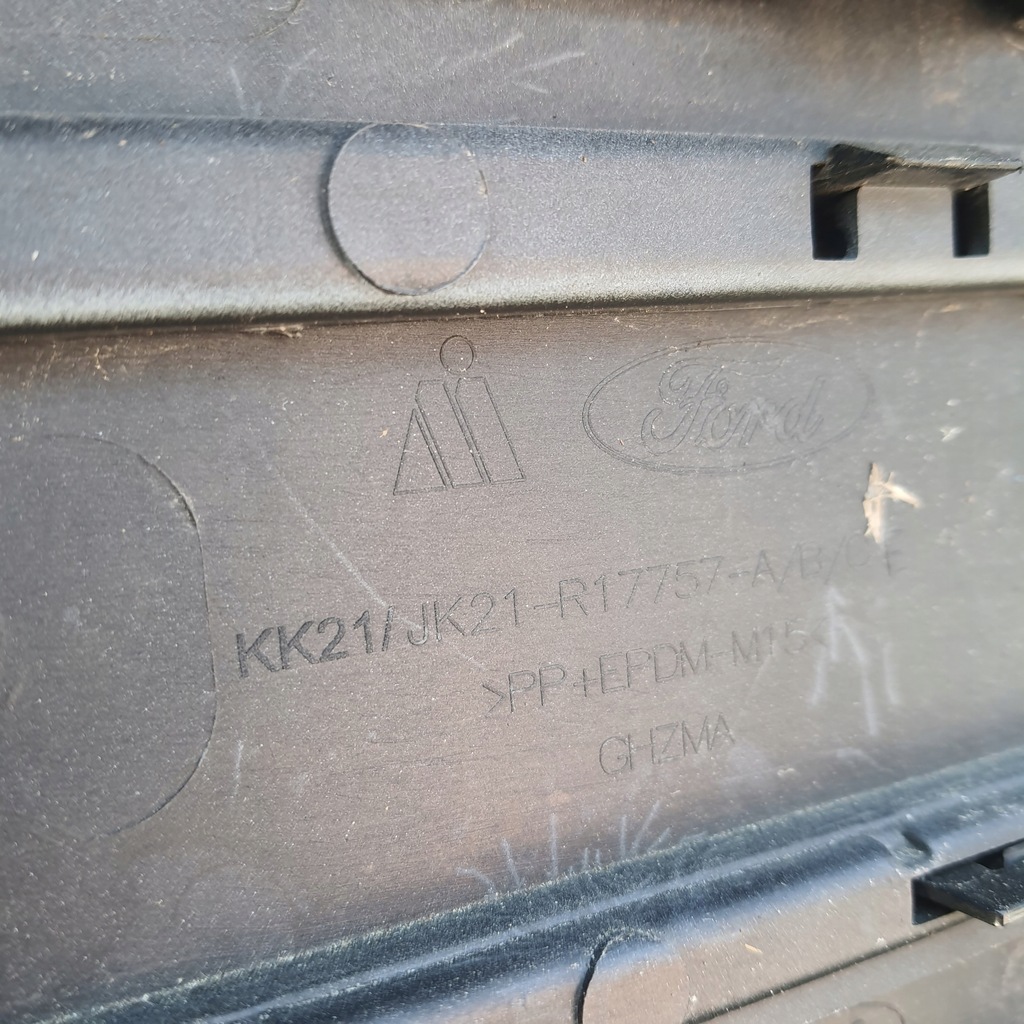 Ford
KK21/JK21-R17757-A/B/C E
>PP+EPDM-M15<
GHZMA